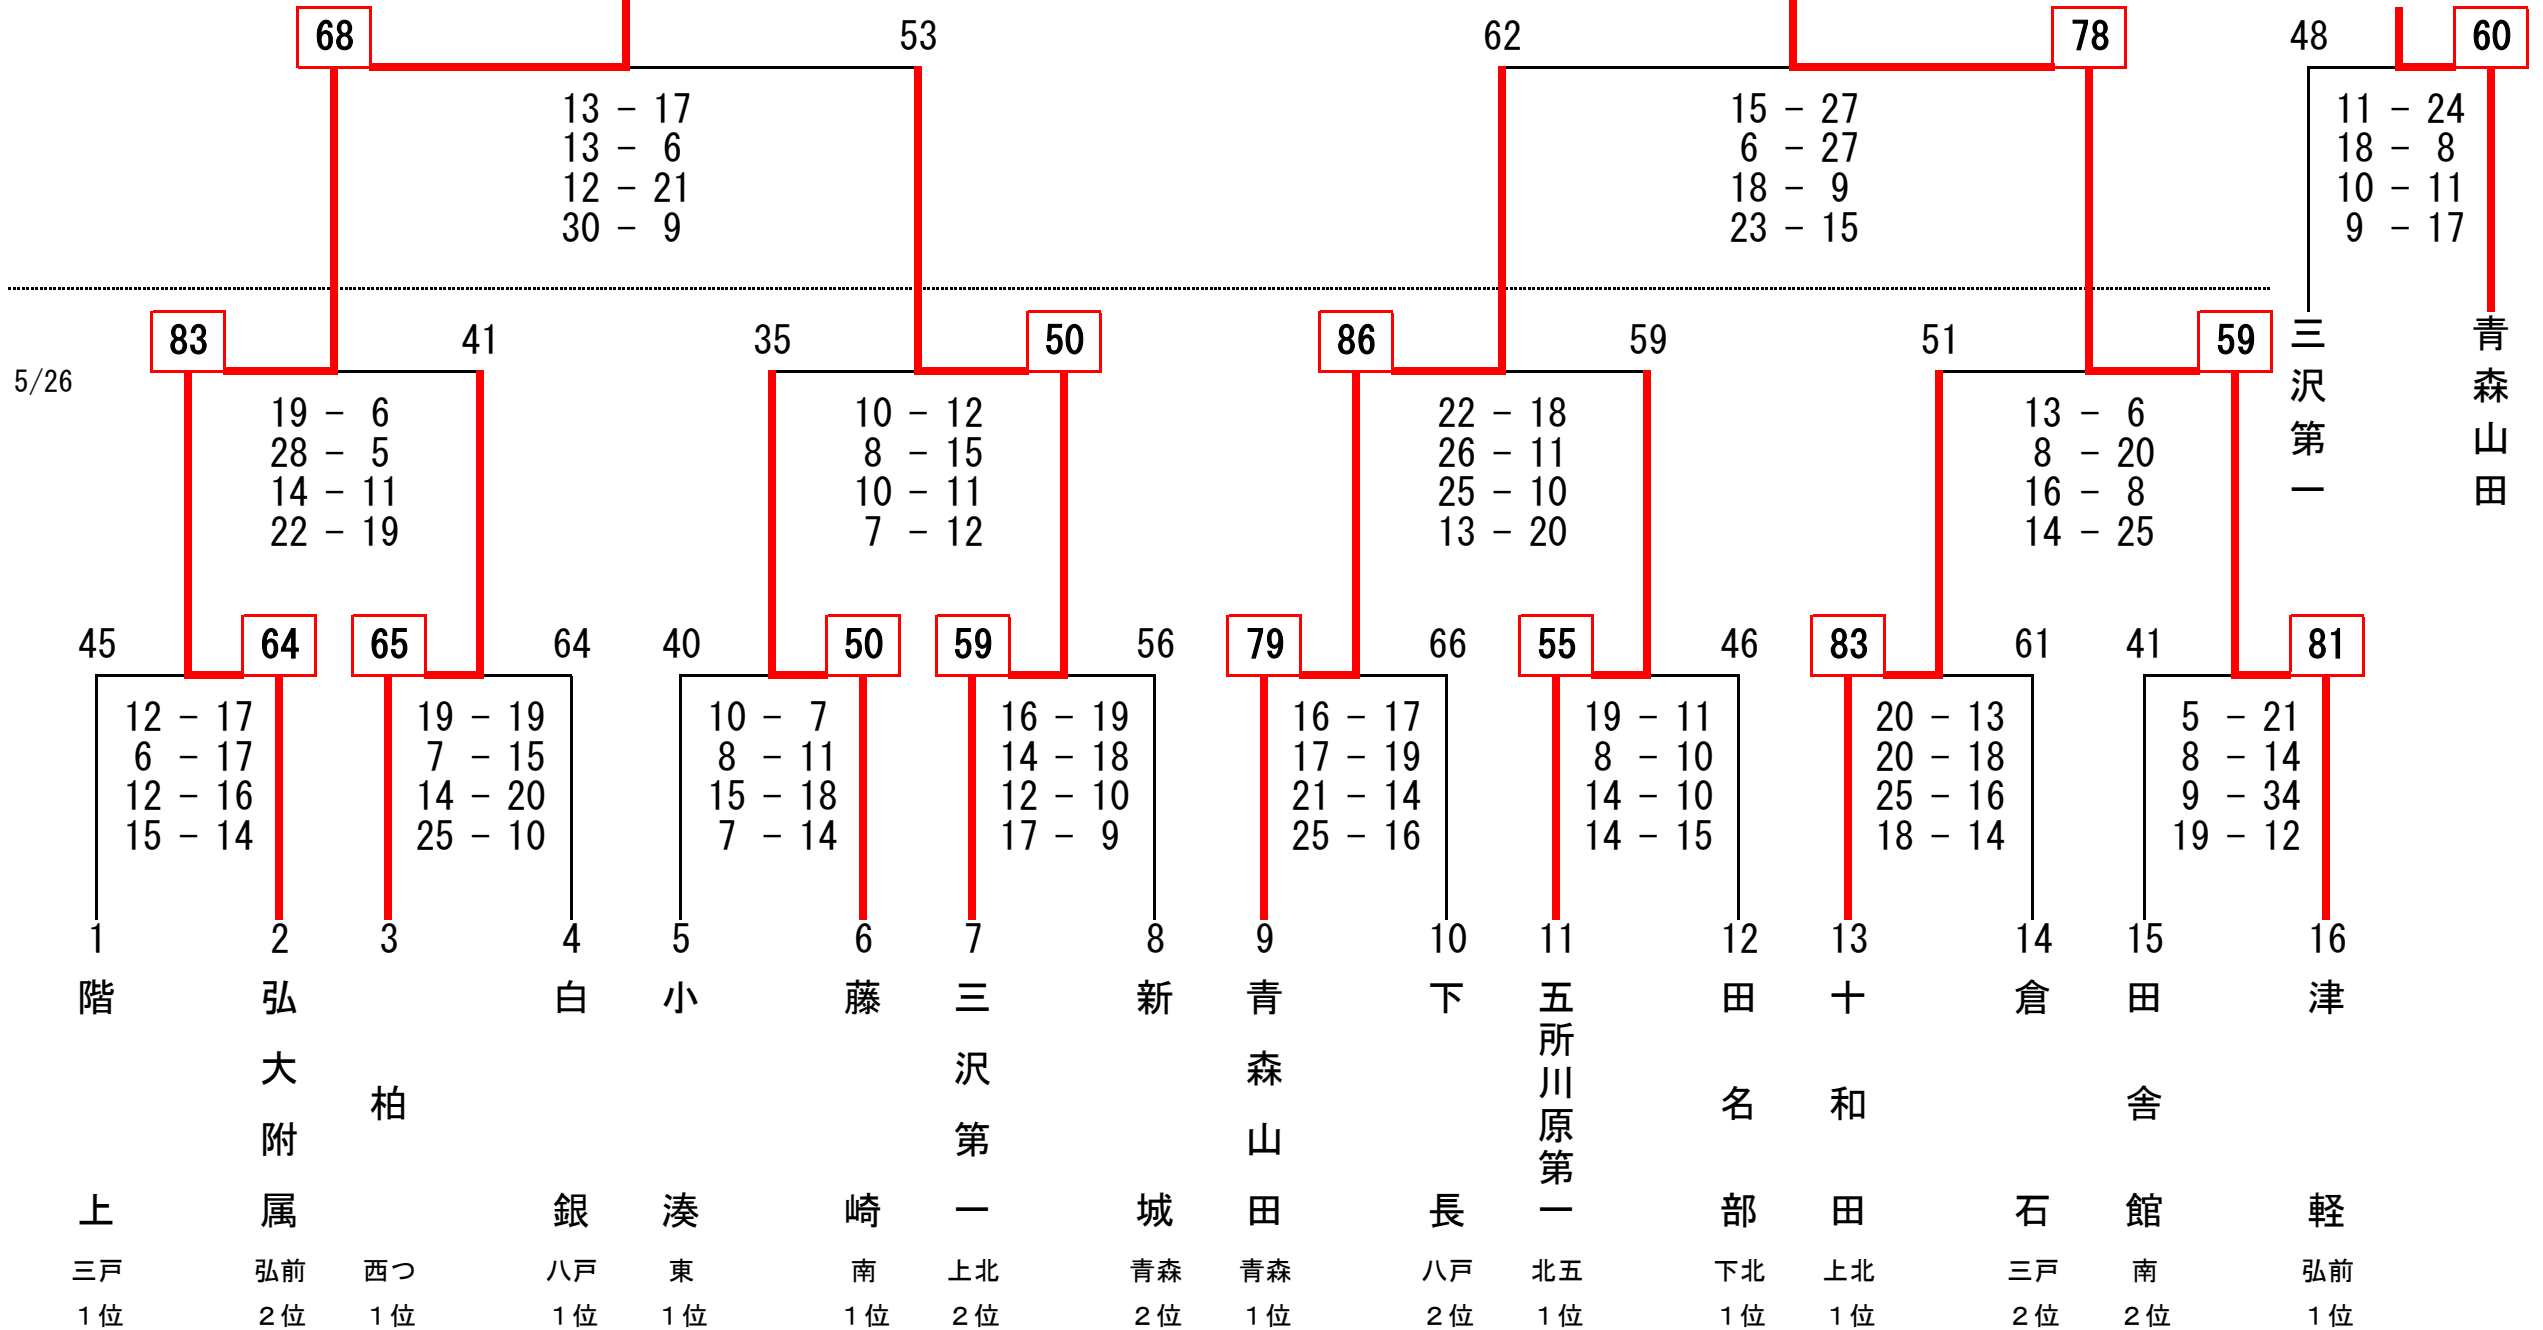 68 53 62 78 48 60
13 − 17 15 − 27 11 − 24
13 − 6 6 − 27 18 − 8
12 − 21 18 − 9 10 − 11
30 − 9 23 − 15 9 − 17
83 41 35 50 86 59 51 59
三沢第一 青森山田
5/26
19 − 6 10 − 12 22 − 18 13 − 6
28 − 5 8 − 15 26 − 11 8 − 20
14 − 11 10 − 11 25 − 10 16 − 8
22 − 19 7 − 12 13 − 20 14 − 25
45 64 65 64 40 50 59 56 79 66 55 46 83 61 41 81
12 − 17 19 − 19 10 − 7 16 − 19 16 − 17 19 − 11 20 − 13 5 − 21
6 − 17 7 − 15 8 − 11 14 − 18 17 − 19 8 − 10 20 − 18 8 − 14
12 − 16 14 − 20 15 − 18 12 − 10 21 − 14 14 − 10 25 − 16 9 − 34
15 − 14 25 − 10 7 − 14 17 − 9 25 − 16 14 − 15 18 − 14 19 − 12
1 2 3 4 5 6 7 8 9 10 11 12 13 14 15 16
階上 弘大附属 柏 白銀 小湊 藤崎 三沢第一 新城 青森山田 下長 五所川原第一 田名部 十和田 倉石 田舎館 津軽
三戸 弘前 西つ 八戸 東 南 上北 青森 青森 八戸 北五 下北 上北 三戸 南 弘前
１位 ２位 １位 １位 １位 １位 ２位 ２位 １位 ２位 １位 １位 １位 ２位 ２位 １位